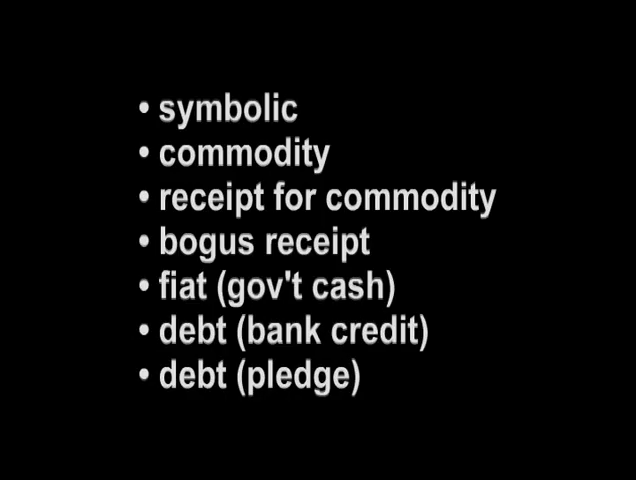 • symbolic
• commodity
• receipt for commodity
• bogus receipt
• fiat (gov't cash)
• debt (bank credit)
• debt (pledge)